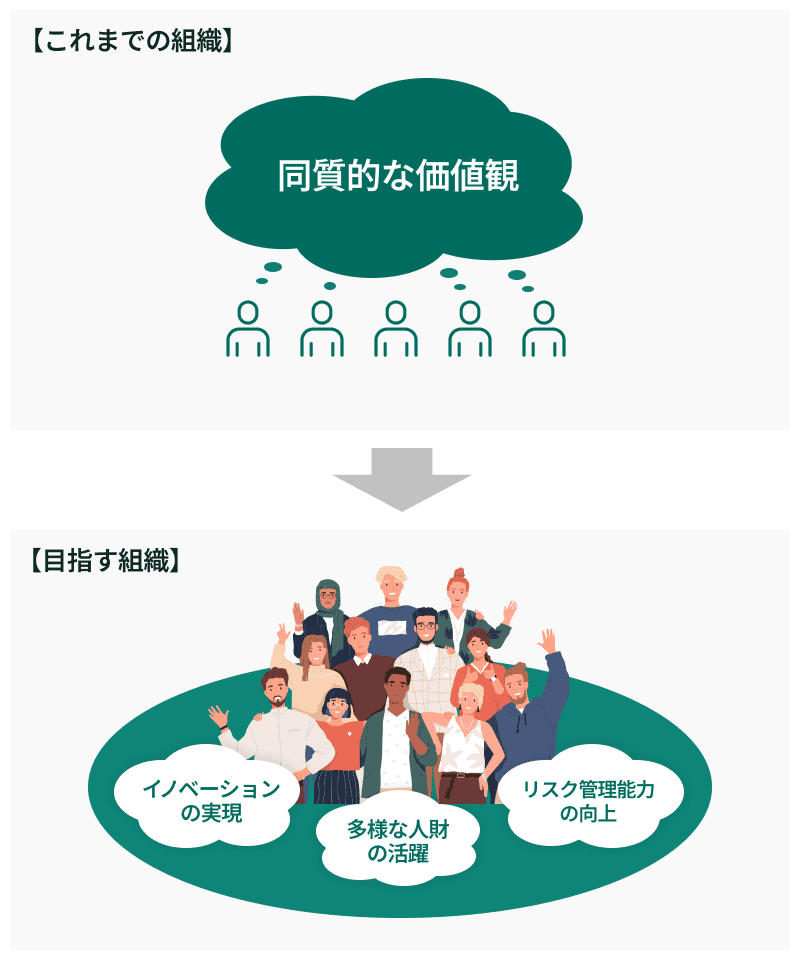 【これまでの組織】
同質的な価値観
【目指す組織】
イノベーション
の実現
リスク管理能力
の向上
多様な人財
の活躍